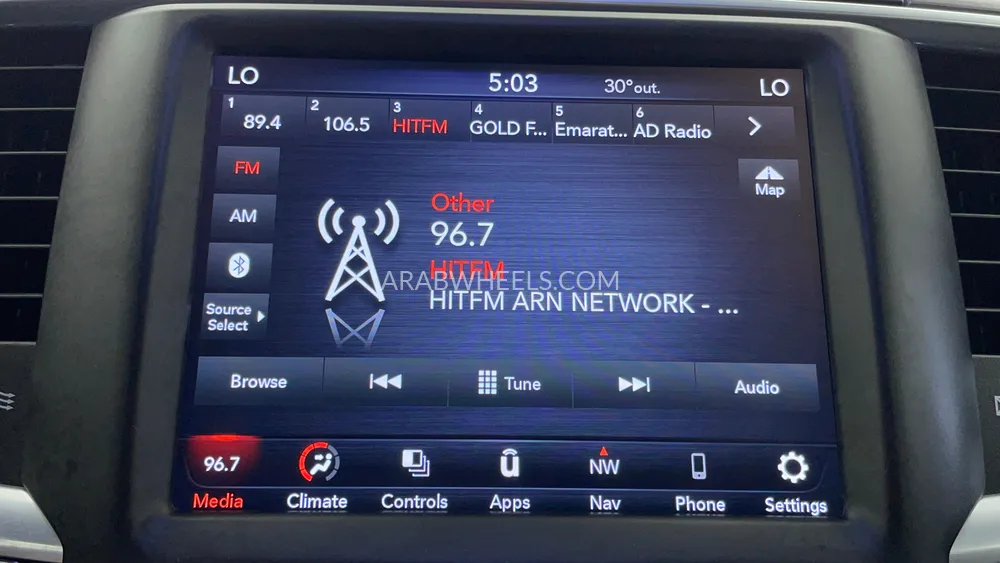 LO 5:03 30°out. LO
1 89.4 2 106.5 3 HITFM 4 GOLD F... 5 Emarat... 6 AD Radio
FM
Map
AM
Other
96.7
HITFM
ARABWHEELS.COM
HITFM ARN NETWORK - ...
Source
Select
Browse Tune Audio
96.7 NW
Media Climate Controls Apps Nav Phone Settings